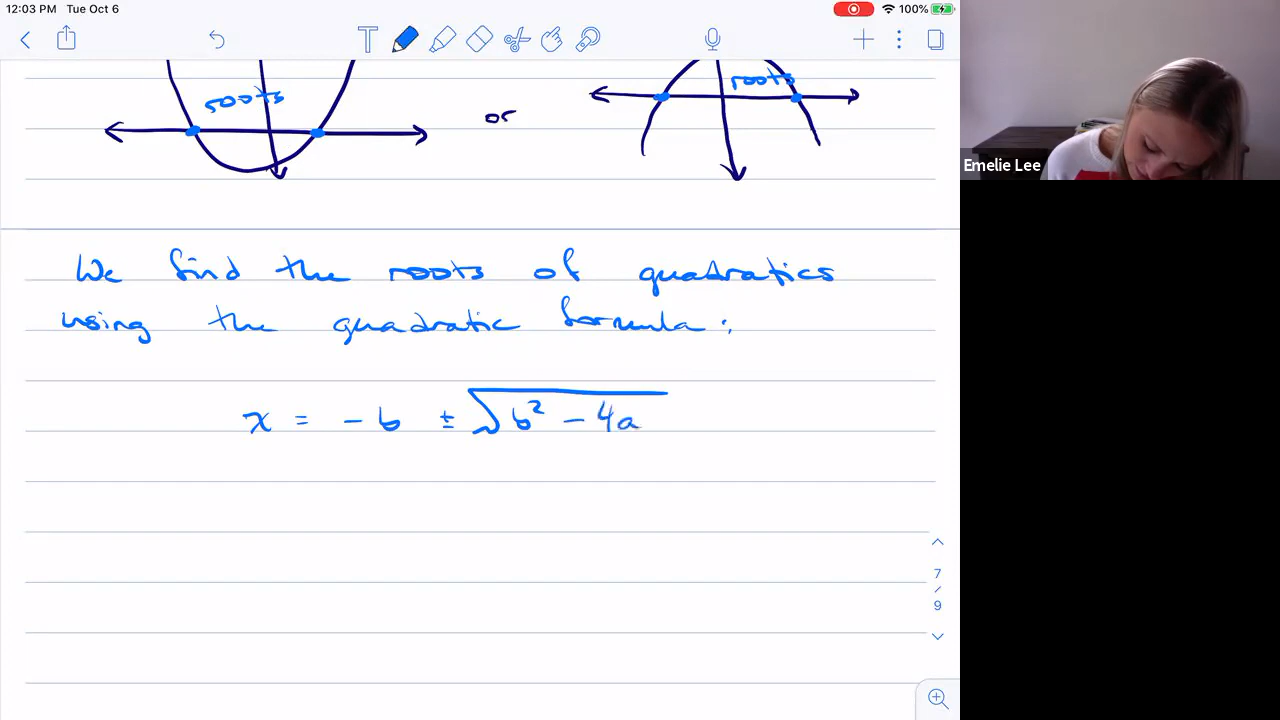 12:03 PM Tue Oct 6
100%
T
roots
roots
or
Emelie Lee
We find the roots of quadratics
using the quadratic formula:
x = -b ± √b² - 4a
7
/
9